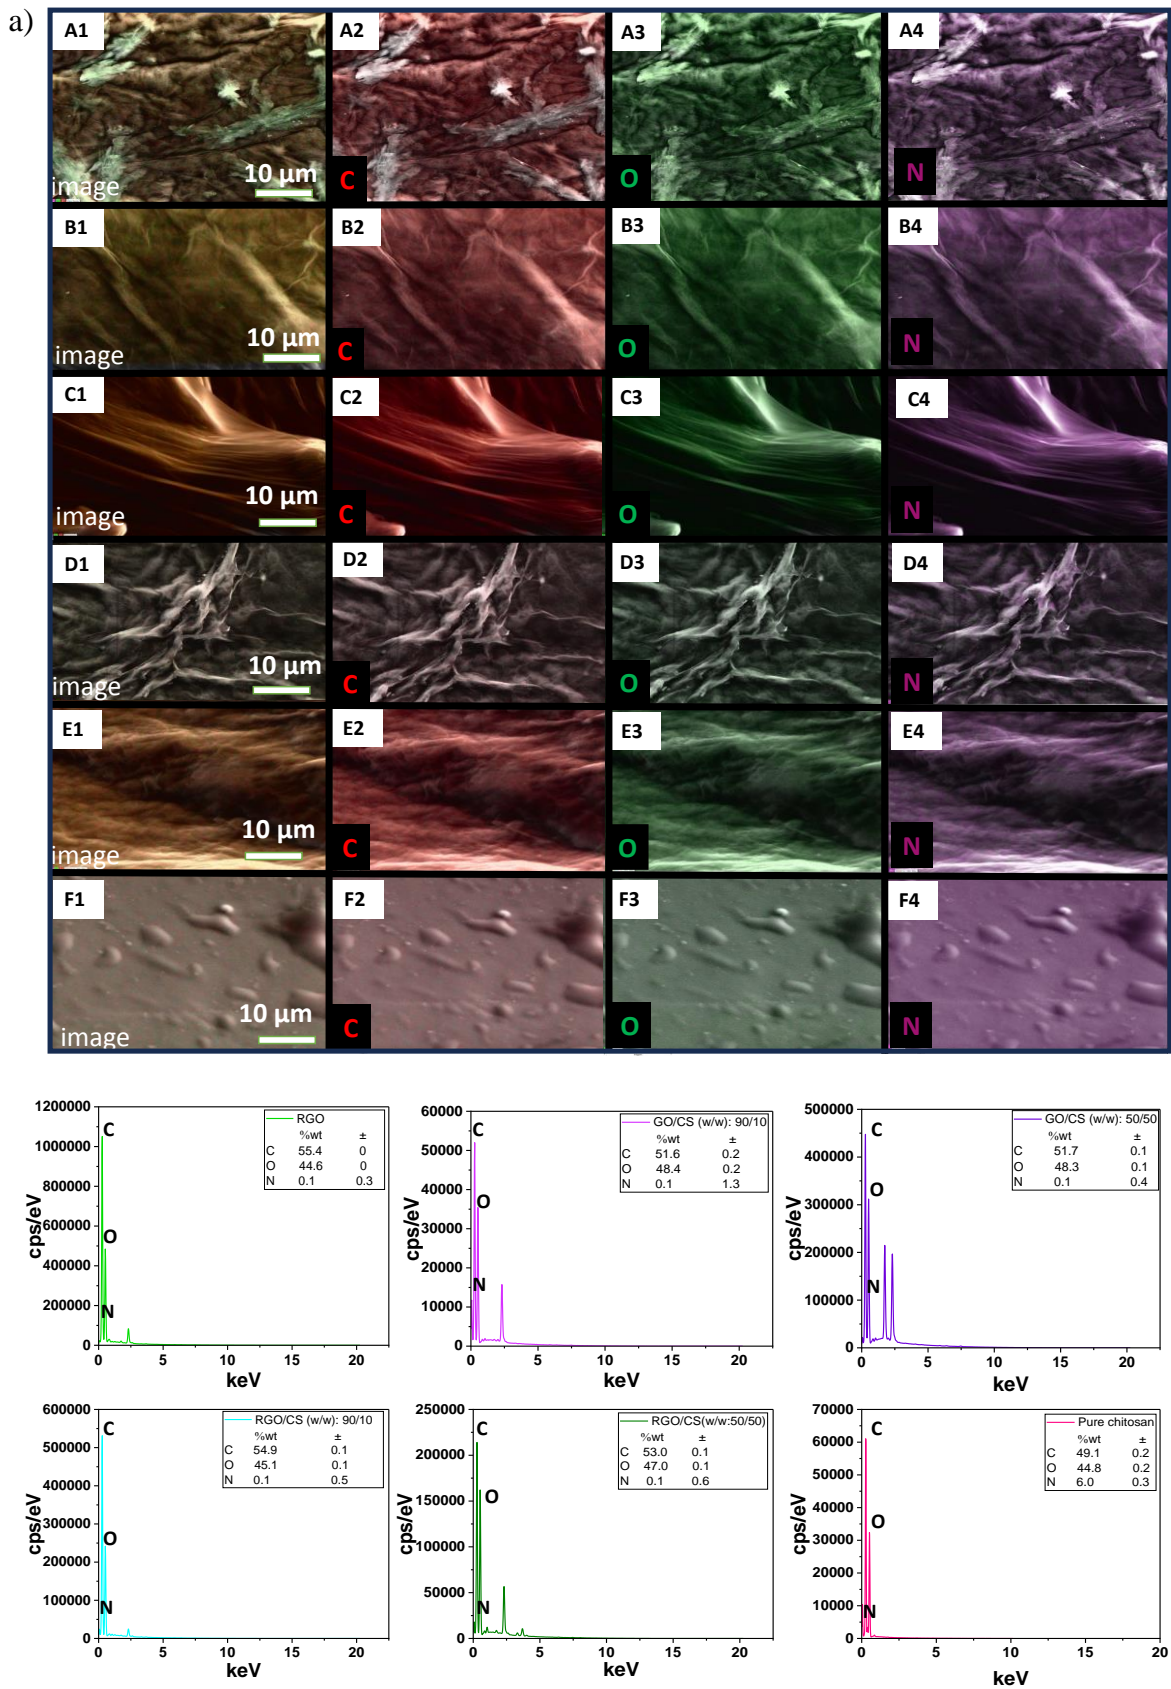 a)
A1 A2 A3 A4
image 10 µm C O N
B1 B2 B3 B4
image 10 µm C O N
C1 C2 C3 C4
image 10 µm C O N
D1 D2 D3 D4
image 10 µm C O N
E1 E2 E3 E4
image 10 µm C O N
F1 F2 F3 F4
image 10 µm C O N
RGO
%wt ±
C 55.4 0
O 44.6 0
N 0.1 0.3
C
O
N
cps/eV
1200000
1000000
800000
600000
400000
200000
0
0 5 10 15 20
keV
GO/CS (w/w): 90/10
%wt ±
C 51.6 0.2
O 48.4 0.2
N 0.1 1.3
C
O
N
cps/eV
60000
50000
40000
30000
20000
10000
0
0 5 10 15 20
keV
GO/CS (w/w): 50/50
%wt ±
C 51.7 0.1
O 48.3 0.1
N 0.1 0.4
C
O
N
cps/eV
500000
400000
300000
200000
100000
0
0 5 10 15 20
keV
RGO/CS (w/w): 90/10
%wt ±
C 54.9 0.1
O 45.1 0.1
N 0.1 0.5
C
O
N
cps/eV
600000
500000
400000
300000
200000
100000
0
0 5 10 15 20
keV
RGO/CS(w/w:50/50)
%wt ±
C 53.0 0.1
O 47.0 0.1
N 0.1 0.6
C
O
N
cps/eV
250000
200000
150000
100000
50000
0
0 5 10 15 20
keV
Pure chitosan
%wt ±
C 49.1 0.2
O 44.8 0.2
N 6.0 0.3
C
O
N
cps/eV
70000
60000
50000
40000
30000
20000
10000
0
0 5 10 15 20
keV